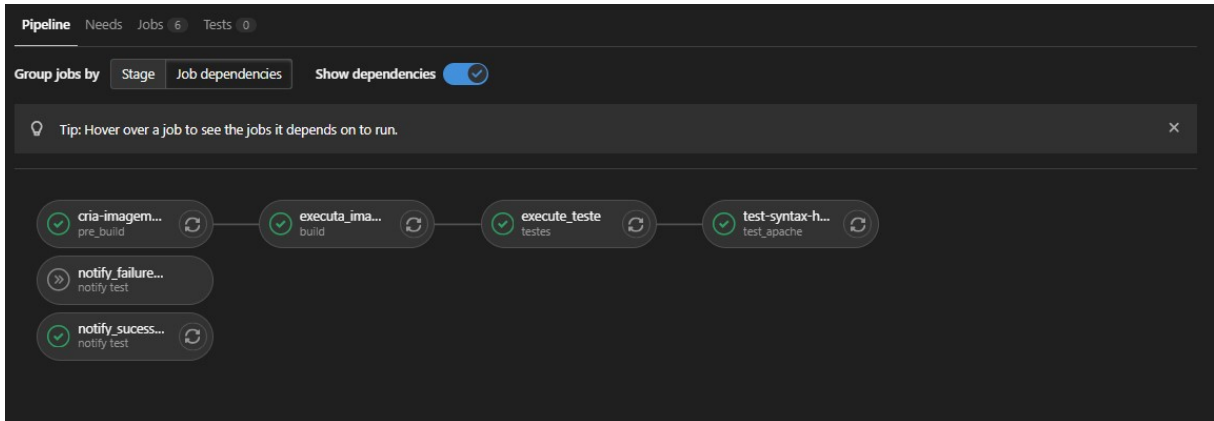 Pipeline Needs Jobs 6 Tests 0
Group jobs by Stage Job dependencies Show dependencies
Tip: Hover over a job to see the jobs it depends on to run.
cria-imagem... executa_ima... execute_teste test-syntax-h...
pre_build build testes test_apache
notify_failure...
notify test
notify_sucess...
notify test